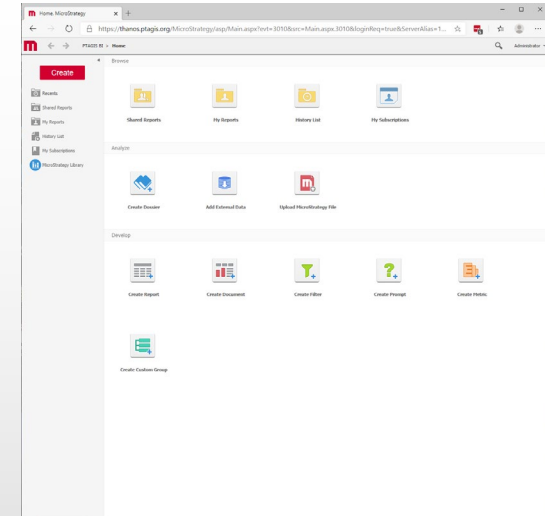 Home. MicroStrategy
https://thanos.ptagis.org/MicroStrategy/asp/Main.aspx?evt=3010&src=Main.aspx.3010&loginReq=true&ServerAlias=1...
PTAGIS BI > Home
Administrator
Create
Recents
Shared Reports
My Reports
History List
My Subscriptions
MicroStrategy Library
Browse
Shared Reports
My Reports
History List
My Subscriptions
Analyze
Create Dossier
Add External Data
Upload MicroStrategy File
Develop
Create Report
Create Document
Create Filter
Create Prompt
Create Metric
Create Custom Group